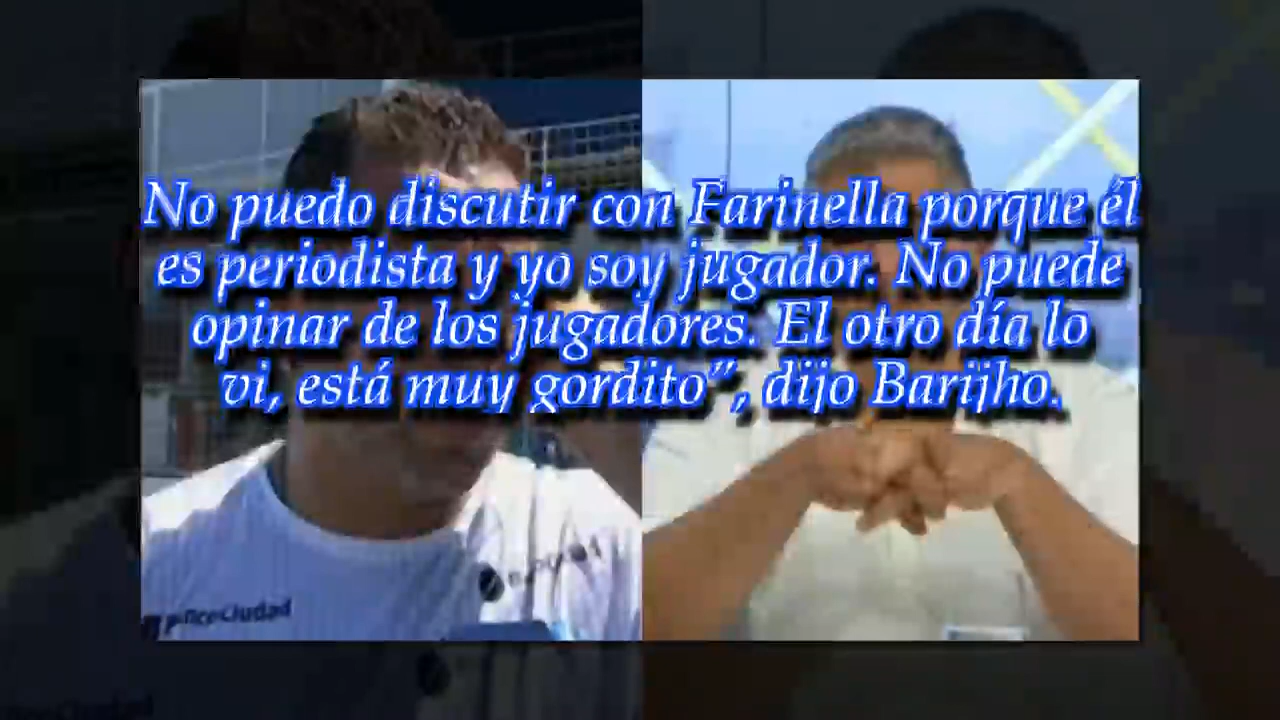 No puedo discutir con Farinella porque él
es periodista y yo soy jugador. No puede
opinar de los jugadores. El otro día lo
vi, está muy gordito”, dijo Barijho.
BancoCiudad